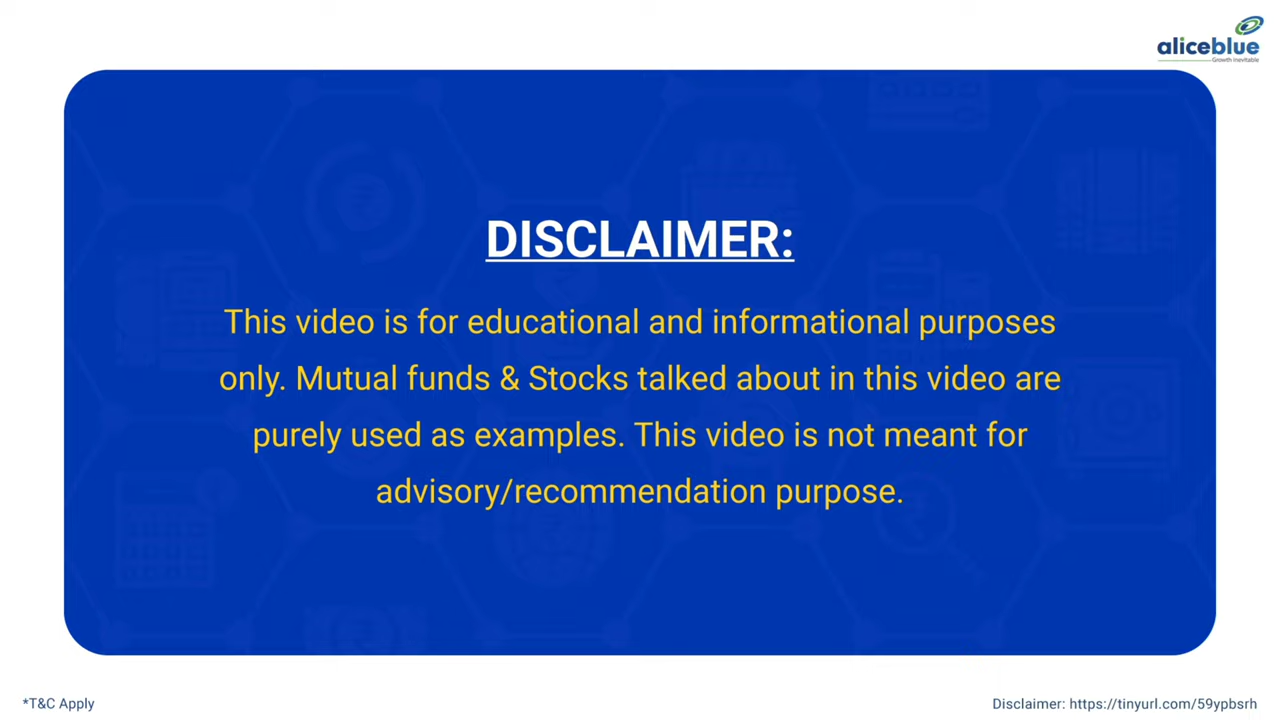 aliceblue
Growth inevitable
DISCLAIMER:
This video is for educational and informational purposes
only. Mutual funds & Stocks talked about in this video are
purely used as examples. This video is not meant for
advisory/recommendation purpose.
*T&C Apply
Disclaimer: https://tinyurl.com/59ypbsrh